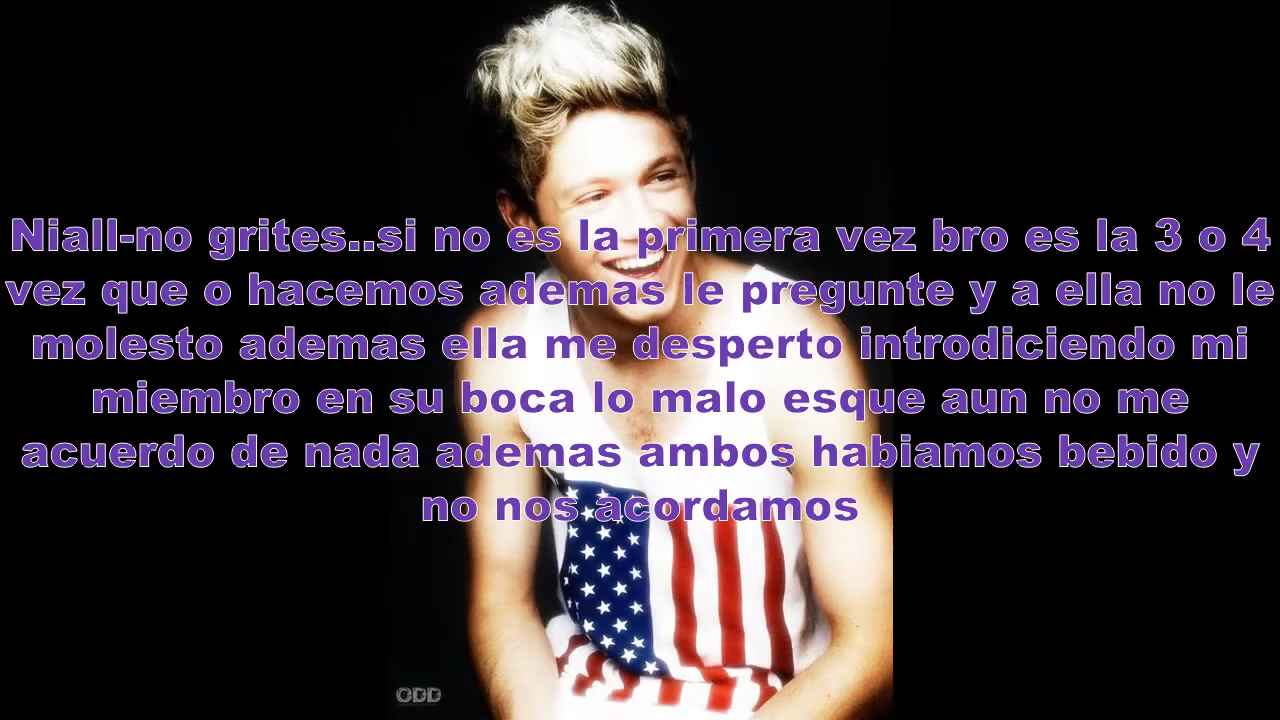 Niall-no grites..si no es la primera vez bro es la 3 o 4
vez que o hacemos ademas le pregunte y a ella no le
molesto ademas ella me desperto introdiciendo mi
miembro en su boca lo malo esque aun no me
acuerdo de nada ademas ambos habiamos bebido y
no nos acordamos
ODD